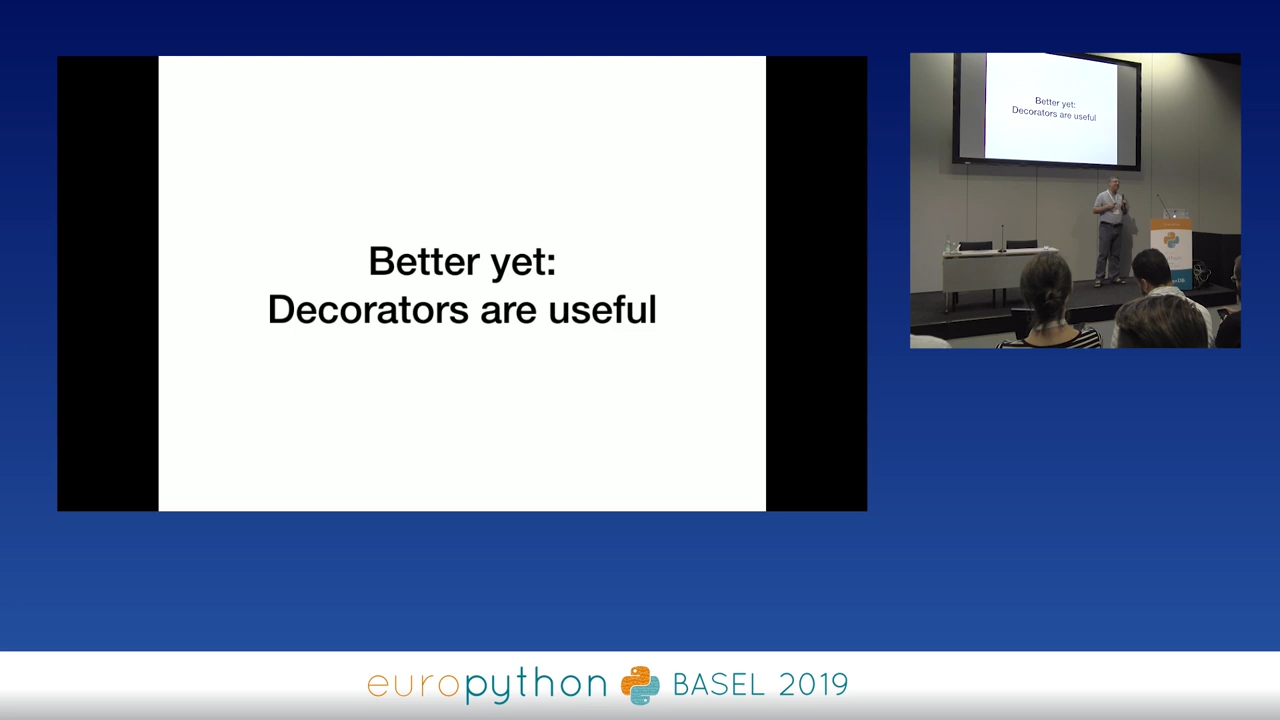 Better yet:
Decorators are useful
Better yet:
Decorators are useful
europython BASEL 2019